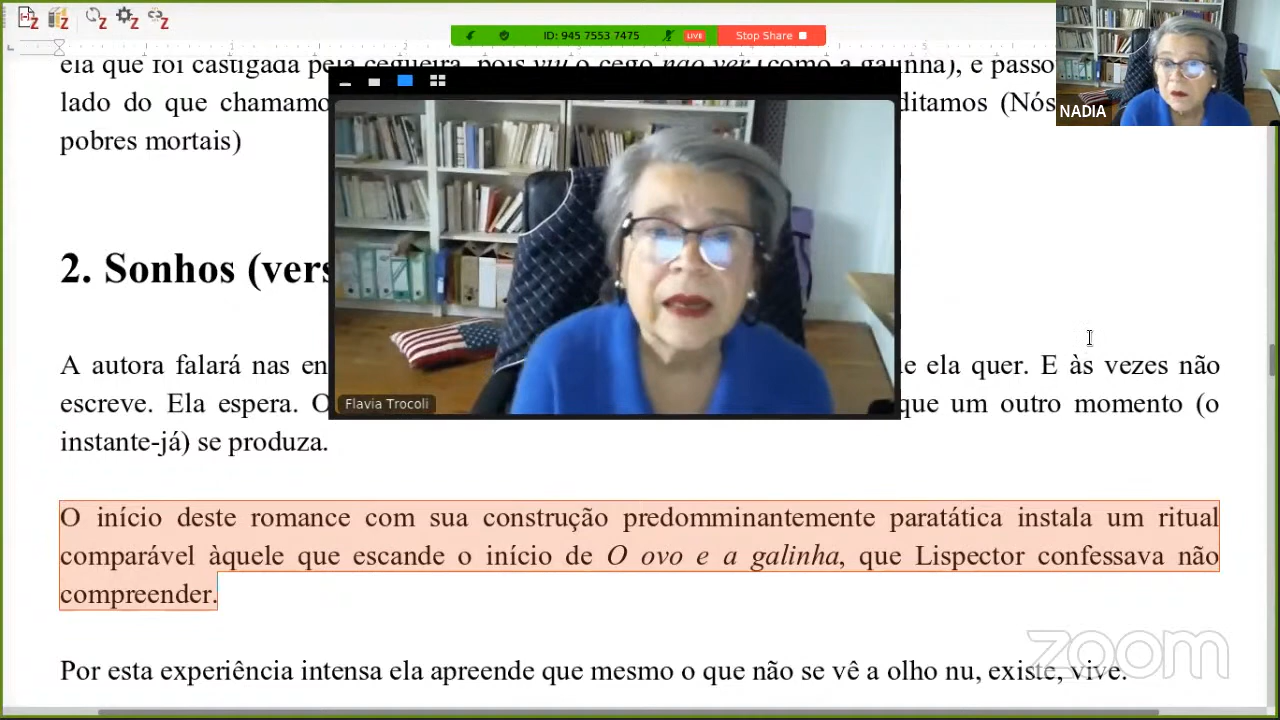 ID: 945 7553 7475
LIVE
Stop Share
NADIA
ela que foi castigada pela cegueira, pois viu o cego não ver (como a galinha), e passo
lado do que chamamo
ditamos (Nós
pobres mortais)
Flavia Trocoli
2. Sonhos (vers
A autora falará nas en
e ela quer. E às vezes não
escreve. Ela espera. O
que um outro momento (o
instante-já) se produza.
O início deste romance com sua construção predomminantemente paratática instala um ritual
comparável àquele que escande o início de O ovo e a galinha, que Lispector confessava não
compreender.
Por esta experiência intensa ela apreende que mesmo o que não se vê a olho nu, existe, vive.
zoom